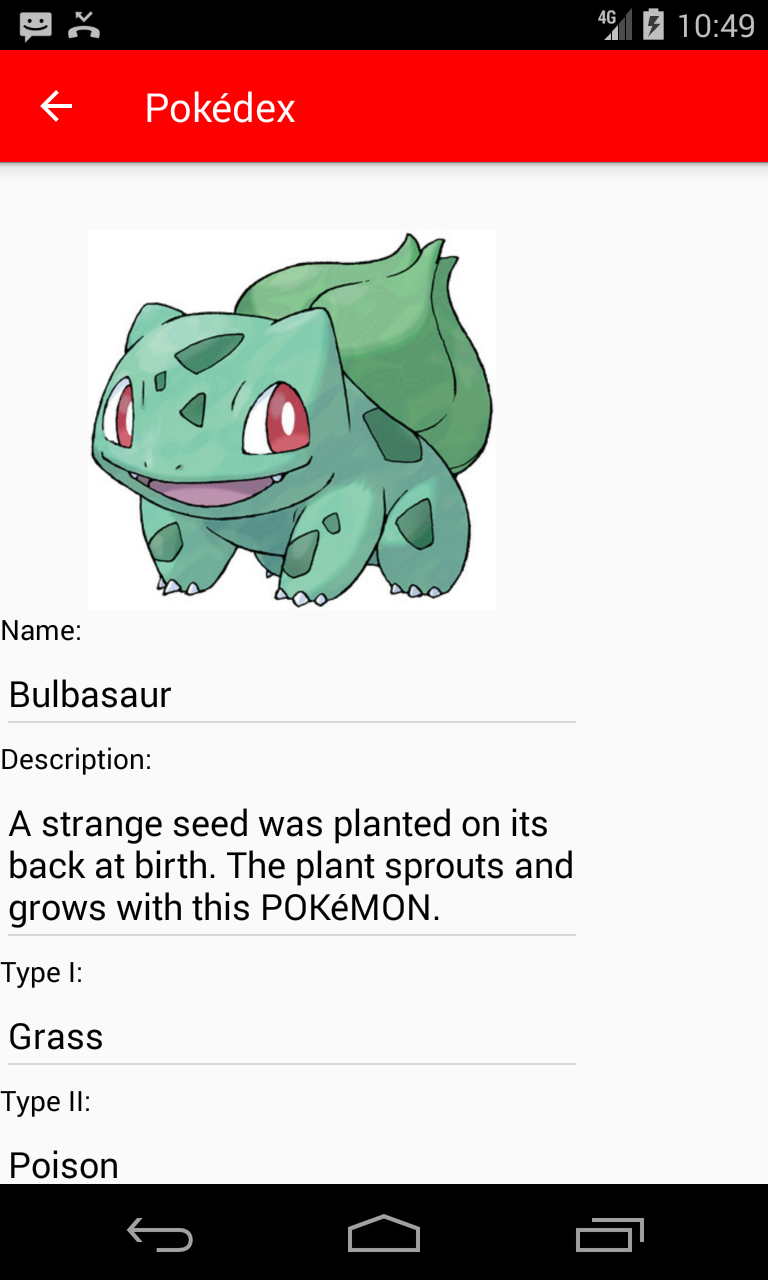 4G 10:49
Pokédex
Name:
Bulbasaur
Description:
A strange seed was planted on its
back at birth. The plant sprouts and
grows with this POKéMON.
Type I:
Grass
Type II:
Poison